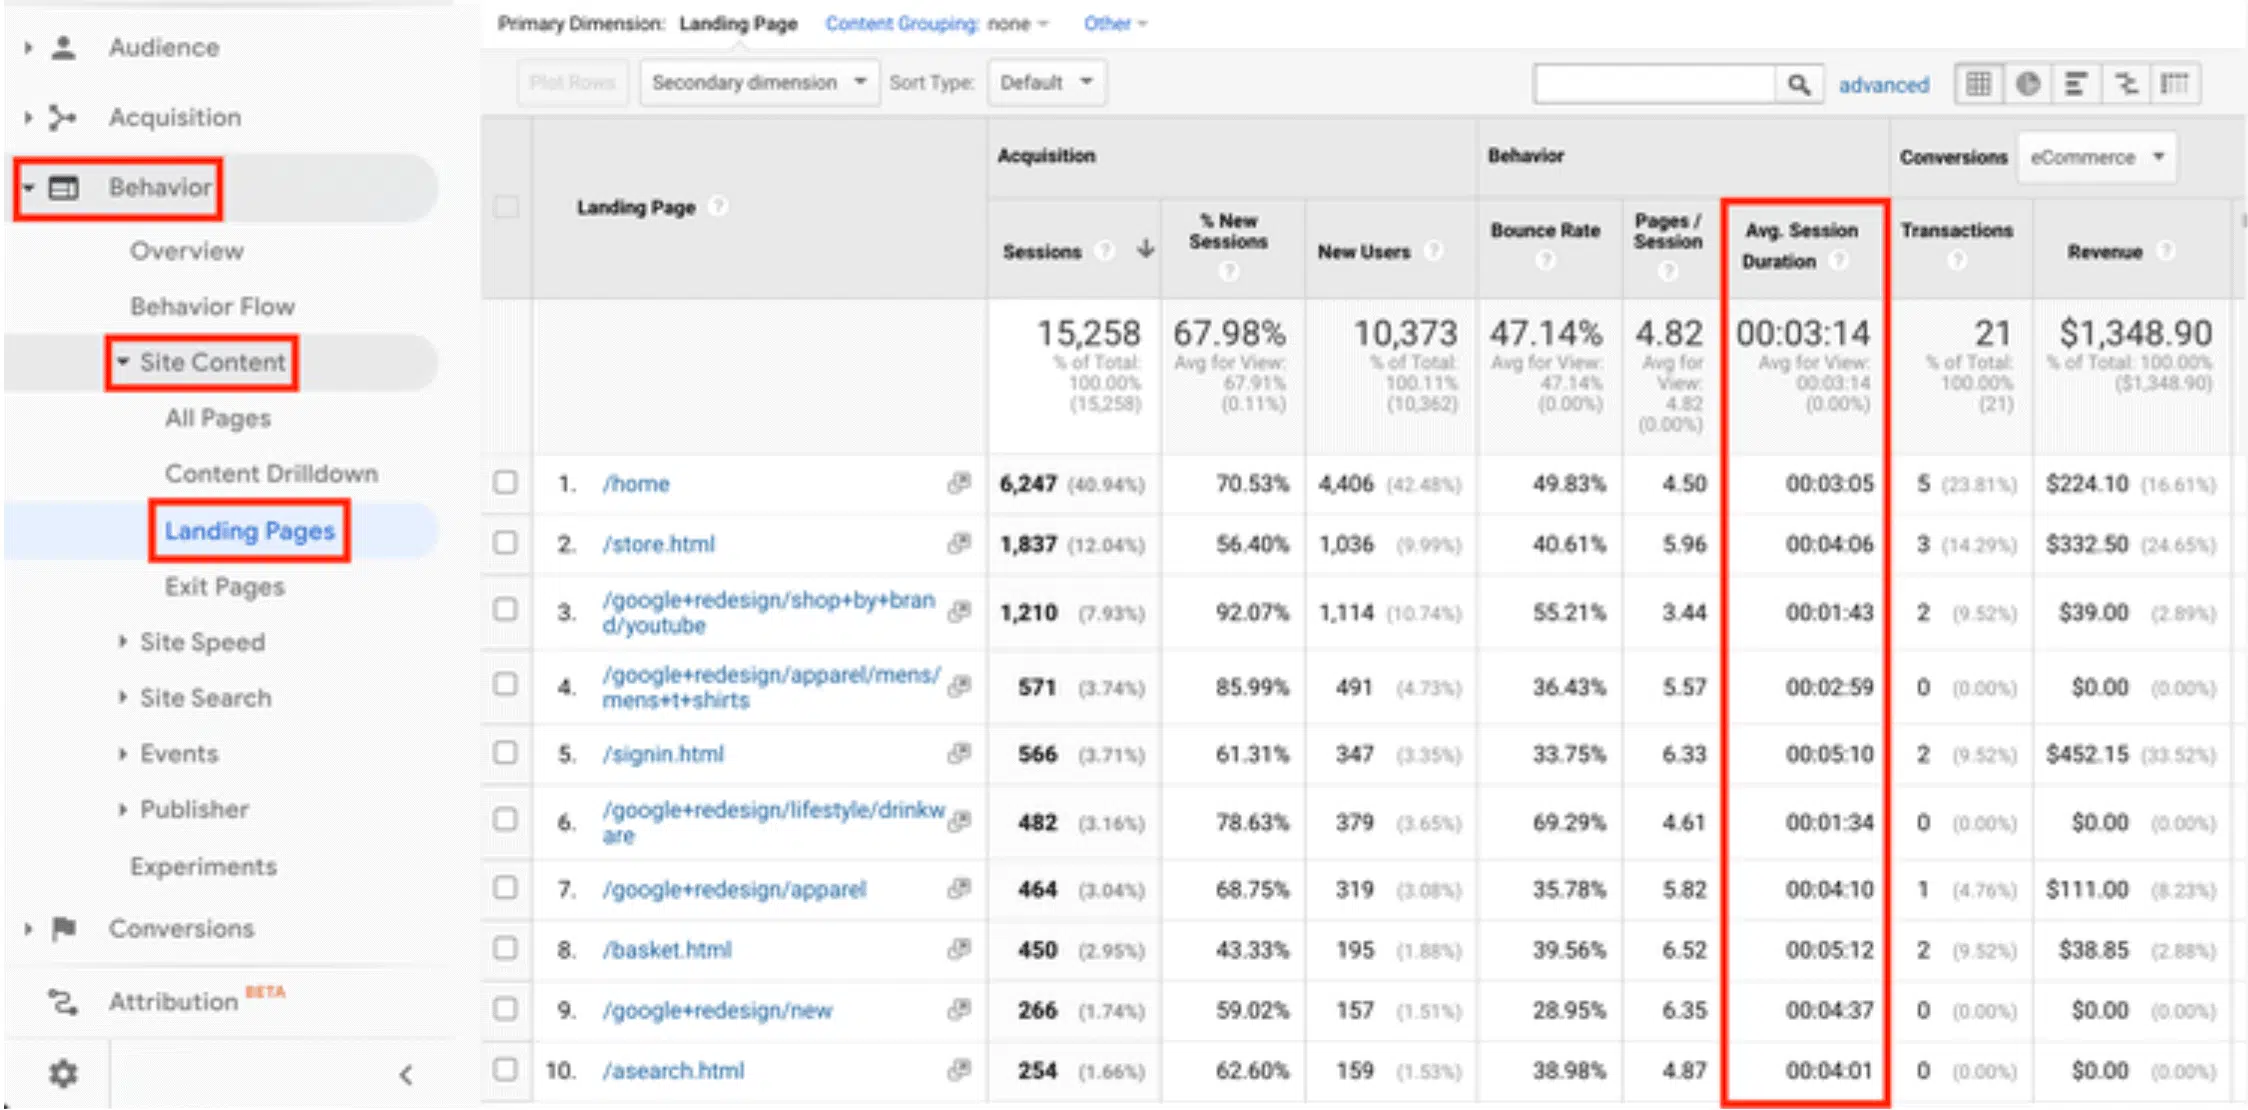 Audience
Acquisition
Behavior
Overview
Behavior Flow
Site Content
All Pages
Content Drilldown
Landing Pages
Exit Pages
Site Speed
Site Search
Events
Publisher
Experiments
Conversions
Attribution BETA
Primary Dimension: Landing Page Content Grouping: none Other
Plot Rows Secondary dimension Sort Type: Default advanced
Acquisition Behavior Conversions eCommerce
Landing Page ?
Sessions ?
% New
Sessions
?
New Users ?
Bounce Rate
?
Pages /
Session
?
Avg. Session
Duration ?
Transactions
?
Revenue ?
15,258
% of Total:
100.00%
(15,258)
67.98%
Avg for View:
67.91%
(0.11%)
10,373
% of Total:
100.11%
(10,362)
47.14%
Avg for View:
47.14%
(0.00%)
4.82
Avg for
View:
4.82
(0.00%)
00:03:14
Avg for View:
00:03:14
(0.00%)
21
% of Total:
100.00%
(21)
$1,348.90
% of Total: 100.00%
($1,348.90)
1. /home 6,247 (40.94%) 70.53% 4,406 (42.48%) 49.83% 4.50 00:03:05 5 (23.81%) $224.10 (16.61%)
2. /store.html 1,837 (12.04%) 56.40% 1,036 (9.99%) 40.61% 5.96 00:04:06 3 (14.29%) $332.50 (24.65%)
3. /google+redesign/shop+by+bran
d/youtube 1,210 (7.93%) 92.07% 1,114 (10.74%) 55.21% 3.44 00:01:43 2 (9.52%) $39.00 (2.89%)
4. /google+redesign/apparel/mens/
mens+t+shirts 571 (3.74%) 85.99% 491 (4.73%) 36.43% 5.57 00:02:59 0 (0.00%) $0.00 (0.00%)
5. /signin.html 566 (3.71%) 61.31% 347 (3.35%) 33.75% 6.33 00:05:10 2 (9.52%) $452.15 (33.52%)
6. /google+redesign/lifestyle/drinkw
are 482 (3.16%) 78.63% 379 (3.65%) 69.29% 4.61 00:01:34 0 (0.00%) $0.00 (0.00%)
7. /google+redesign/apparel 464 (3.04%) 68.75% 319 (3.08%) 35.78% 5.82 00:04:10 1 (4.76%) $111.00 (8.23%)
8. /basket.html 450 (2.95%) 43.33% 195 (1.88%) 39.56% 6.52 00:05:12 2 (9.52%) $38.85 (2.88%)
9. /google+redesign/new 266 (1.74%) 59.02% 157 (1.51%) 28.95% 6.35 00:04:37 0 (0.00%) $0.00 (0.00%)
10. /asearch.html 254 (1.66%) 62.60% 159 (1.53%) 38.98% 4.87 00:04:01 0 (0.00%) $0.00 (0.00%)